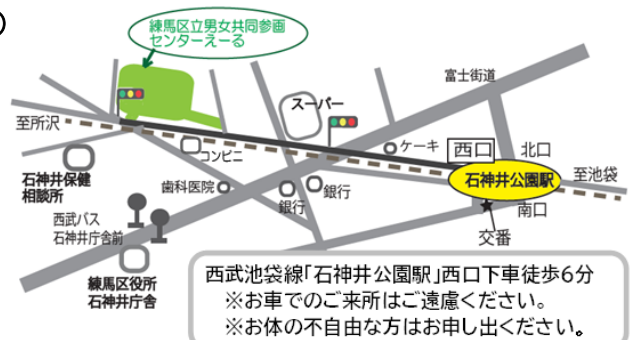 練馬区立男女共同参画
センターえーる
富士街道
スーパー
至所沢
コンビニ
ケーキ
西口
北口
石神井公園駅
至池袋
石神井保健
相談所
歯科医院
銀行
銀行
南口
交番
西武バス
石神井庁舎前
練馬区役所
石神井庁舎
西武池袋線「石神井公園駅」西口下車徒歩6分
※お車でのご来所はご遠慮ください。
※お体の不自由な方はお申し出ください。